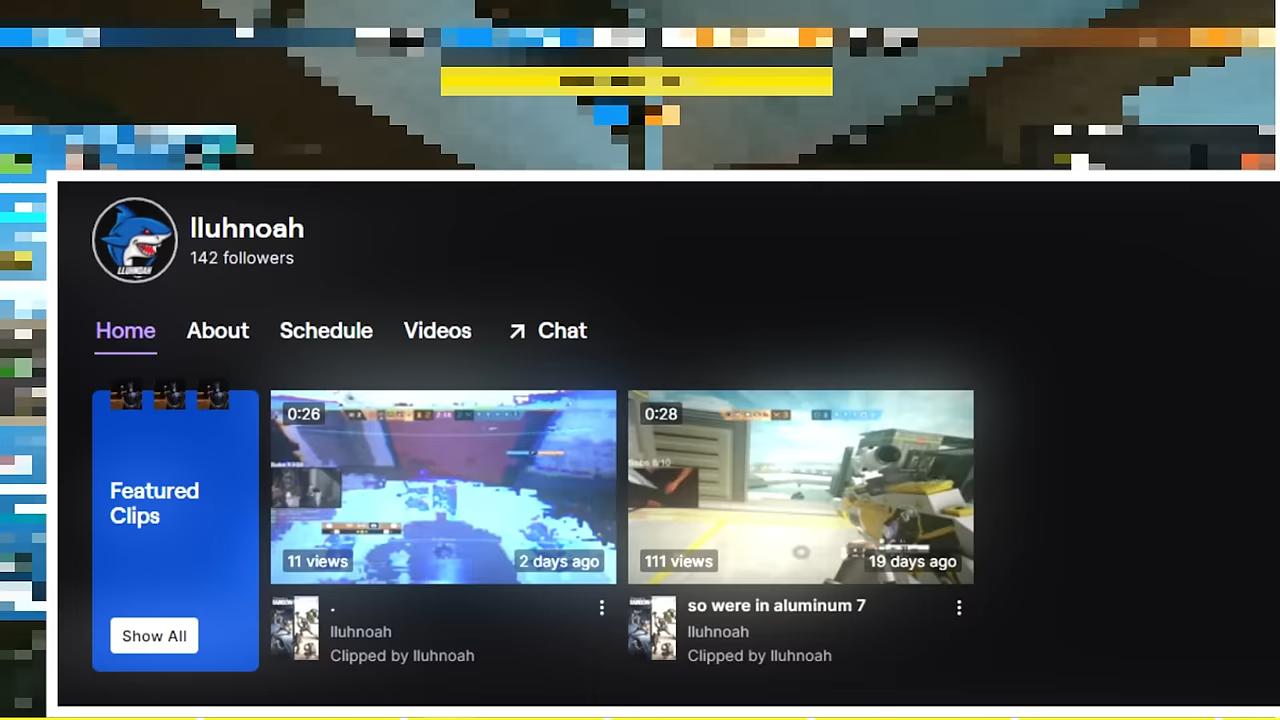 lluhnoah
142 followers
Home About Schedule Videos Chat
Featured
Clips
Show All
0:26
11 views
2 days ago
.
lluhnoah
Clipped by lluhnoah
0:28
111 views
19 days ago
so were in aluminum 7
lluhnoah
Clipped by lluhnoah